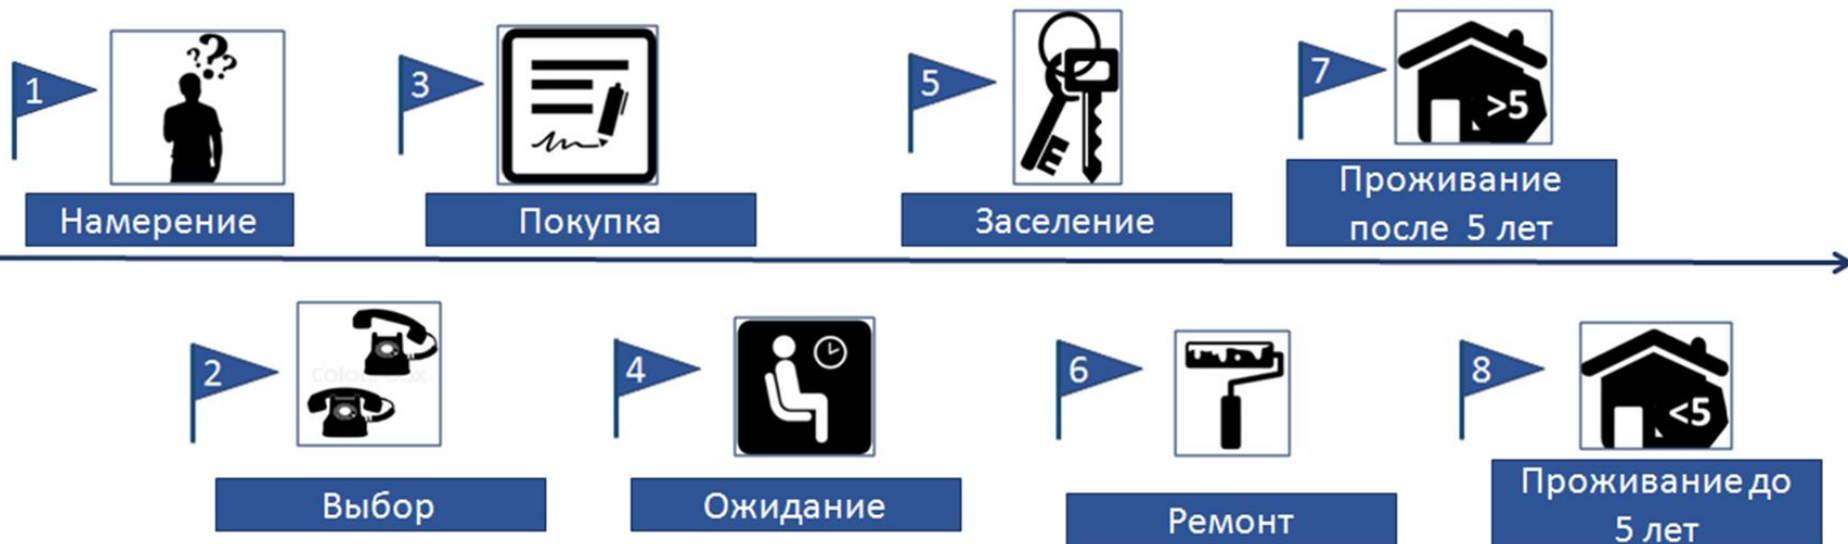 1
???
Намерение
3
Покупка
5
Заселение
7
>5
Проживание
после 5 лет
2
Colourbox
Выбор
4
Ожидание
6
Ремонт
8
<5
Проживание до
5 лет